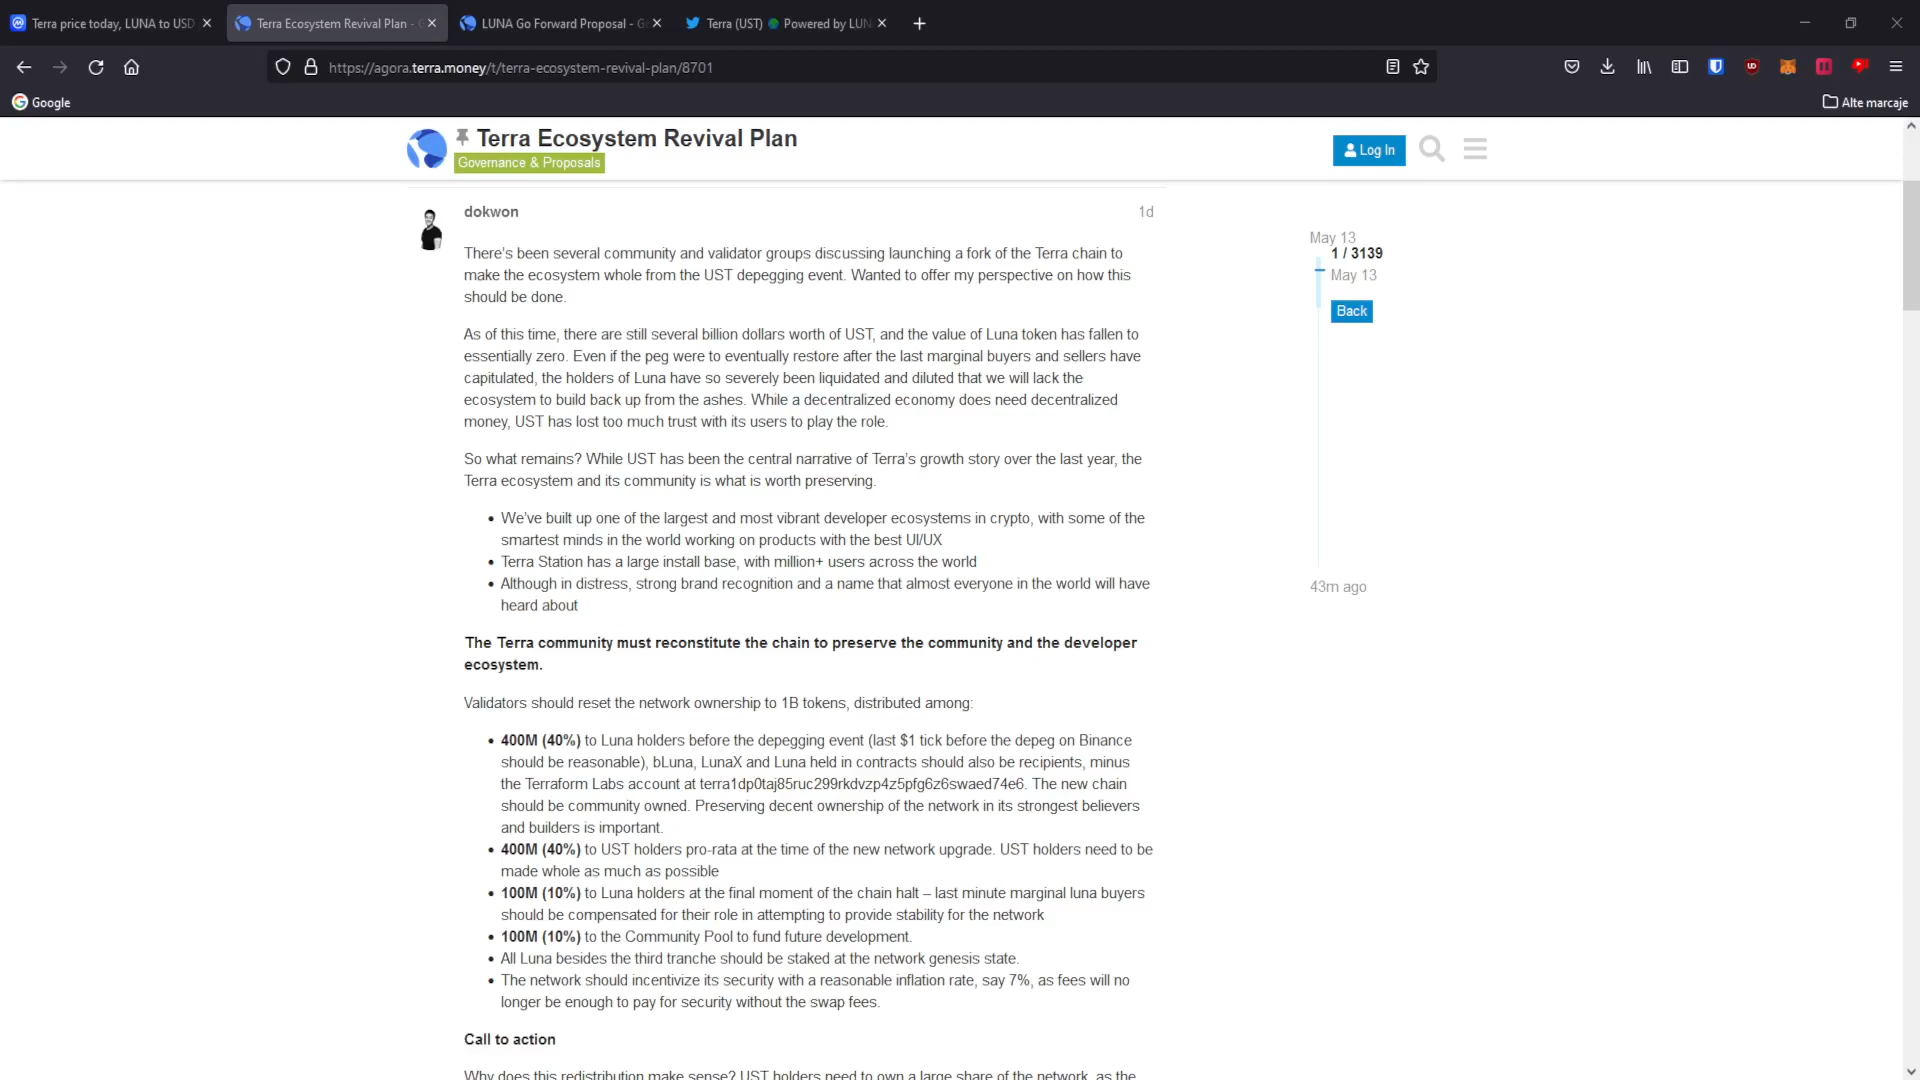 Terra price today, LUNA to USD
Terra Ecosystem Revival Plan -
LUNA Go Forward Proposal - Ge
Terra (UST) Powered by LUN
https://agora.terra.money/t/terra-ecosystem-revival-plan/8701
Google
Alte marcaje
Terra Ecosystem Revival Plan
Governance & Proposals
Log In
dokwon
1d
There's been several community and validator groups discussing launching a fork of the Terra chain to
make the ecosystem whole from the UST depegging event. Wanted to offer my perspective on how this
should be done.
As of this time, there are still several billion dollars worth of UST, and the value of Luna token has fallen to
essentially zero. Even if the peg were to eventually restore after the last marginal buyers and sellers have
capitulated, the holders of Luna have so severely been liquidated and diluted that we will lack the
ecosystem to build back up from the ashes. While a decentralized economy does need decentralized
money, UST has lost too much trust with its users to play the role.
So what remains? While UST has been the central narrative of Terra's growth story over the last year, the
Terra ecosystem and its community is what is worth preserving.
• We've built up one of the largest and most vibrant developer ecosystems in crypto, with some of the
smartest minds in the world working on products with the best UI/UX
• Terra Station has a large install base, with million+ users across the world
• Although in distress, strong brand recognition and a name that almost everyone in the world will have
heard about
The Terra community must reconstitute the chain to preserve the community and the developer
ecosystem.
Validators should reset the network ownership to 1B tokens, distributed among:
• 400M (40%) to Luna holders before the depegging event (last $1 tick before the depeg on Binance
should be reasonable), bLuna, LunaX and Luna held in contracts should also be recipients, minus
the Terraform Labs account at terra1dp0taj85ruc299rkdvzp4z5pfg6z6swaed74e6. The new chain
should be community owned. Preserving decent ownership of the network in its strongest believers
and builders is important.
• 400M (40%) to UST holders pro-rata at the time of the new network upgrade. UST holders need to be
made whole as much as possible
• 100M (10%) to Luna holders at the final moment of the chain halt – last minute marginal luna buyers
should be compensated for their role in attempting to provide stability for the network
• 100M (10%) to the Community Pool to fund future development.
• All Luna besides the third tranche should be staked at the network genesis state.
• The network should incentivize its security with a reasonable inflation rate, say 7%, as fees will no
longer be enough to pay for security without the swap fees.
Call to action
Why does this redistribution make sense? UST holders need to own a large share of the network, as the
May 13
1 / 3139
May 13
Back
43m ago